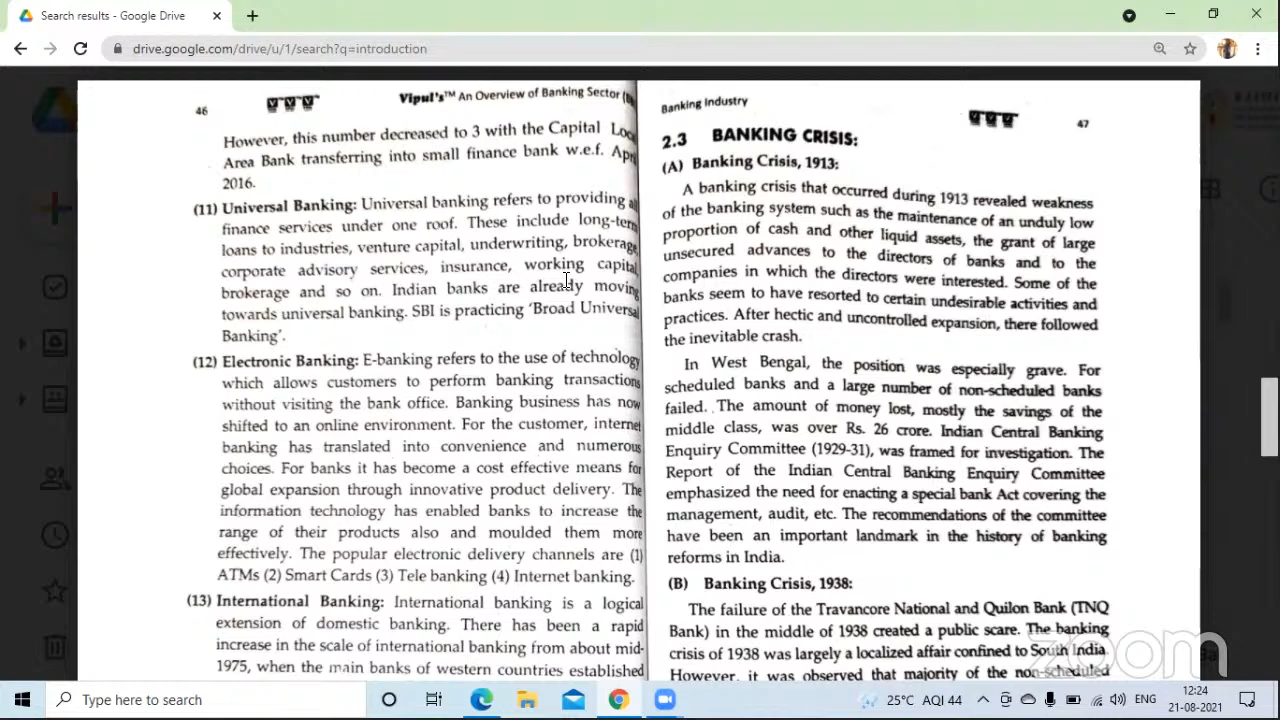 Search results - Google Drive
drive.google.com/drive/u/1/search?q=introduction
46
VVV
Vipul's™ An Overview of Banking Sector
However, this number decreased to 3 with the Capital
Area Bank transferring into small finance bank w.e.f.
2016.
(11) Universal Banking: Universal banking refers to providing
finance services under one roof. These include long-term
loans to industries, venture capital, underwriting, brokerage
corporate advisory services, insurance, working capital
brokerage and so on. Indian banks are already moving
towards universal banking. SBI is practicing 'Broad Universal
Banking'.
(12) Electronic Banking: E-banking refers to the use of technology
which allows customers to perform banking transactions
without visiting the bank office. Banking business has now
shifted to an online environment. For the customer, internet
banking has translated into convenience and numerous
choices. For banks it has become a cost effective means for
global expansion through innovative product delivery. The
information technology has enabled banks to increase the
range of their products also and moulded them more
effectively. The popular electronic delivery channels are (1)
ATMs (2) Smart Cards (3) Tele banking (4) Internet banking.
(13) International Banking: International banking is a logical
extension of domestic banking. There has been a rapid
increase in the scale of international banking from about mid-
1975, when the main banks of western countries established
Banking Industry
VVV
47
2.3 BANKING CRISIS:
(A) Banking Crisis, 1913:
A banking crisis that occurred during 1913 revealed weakness
of the banking system such as the maintenance of an unduly low
proportion of cash and other liquid assets, the grant of large
unsecured advances to the directors of banks and to the
companies in which the directors were interested. Some of the
banks seem to have resorted to certain undesirable activities and
practices. After hectic and uncontrolled expansion, there followed
the inevitable crash.
In West Bengal, the position was especially grave. For
scheduled banks and a large number of non-scheduled banks
failed. The amount of money lost, mostly the savings of the
middle class, was over Rs. 26 crore. Indian Central Banking
Enquiry Committee (1929-31), was framed for investigation. The
Report of the Indian Central Banking Enquiry Committee
emphasized the need for enacting a special bank Act covering the
management, audit, etc. The recommendations of the committee
have been an important landmark in the history of banking
reforms in India.
(B) Banking Crisis, 1938:
The failure of the Travancore National and Quilon Bank (TNQ
Bank) in the middle of 1938 created a public scare. The banking
crisis of 1938 was largely a localized affair confined to South India
However, it was observed that majority of the non-scheduled
zoom
Type here to search
25°C AQI 44
ENG
12:24
21-08-2021